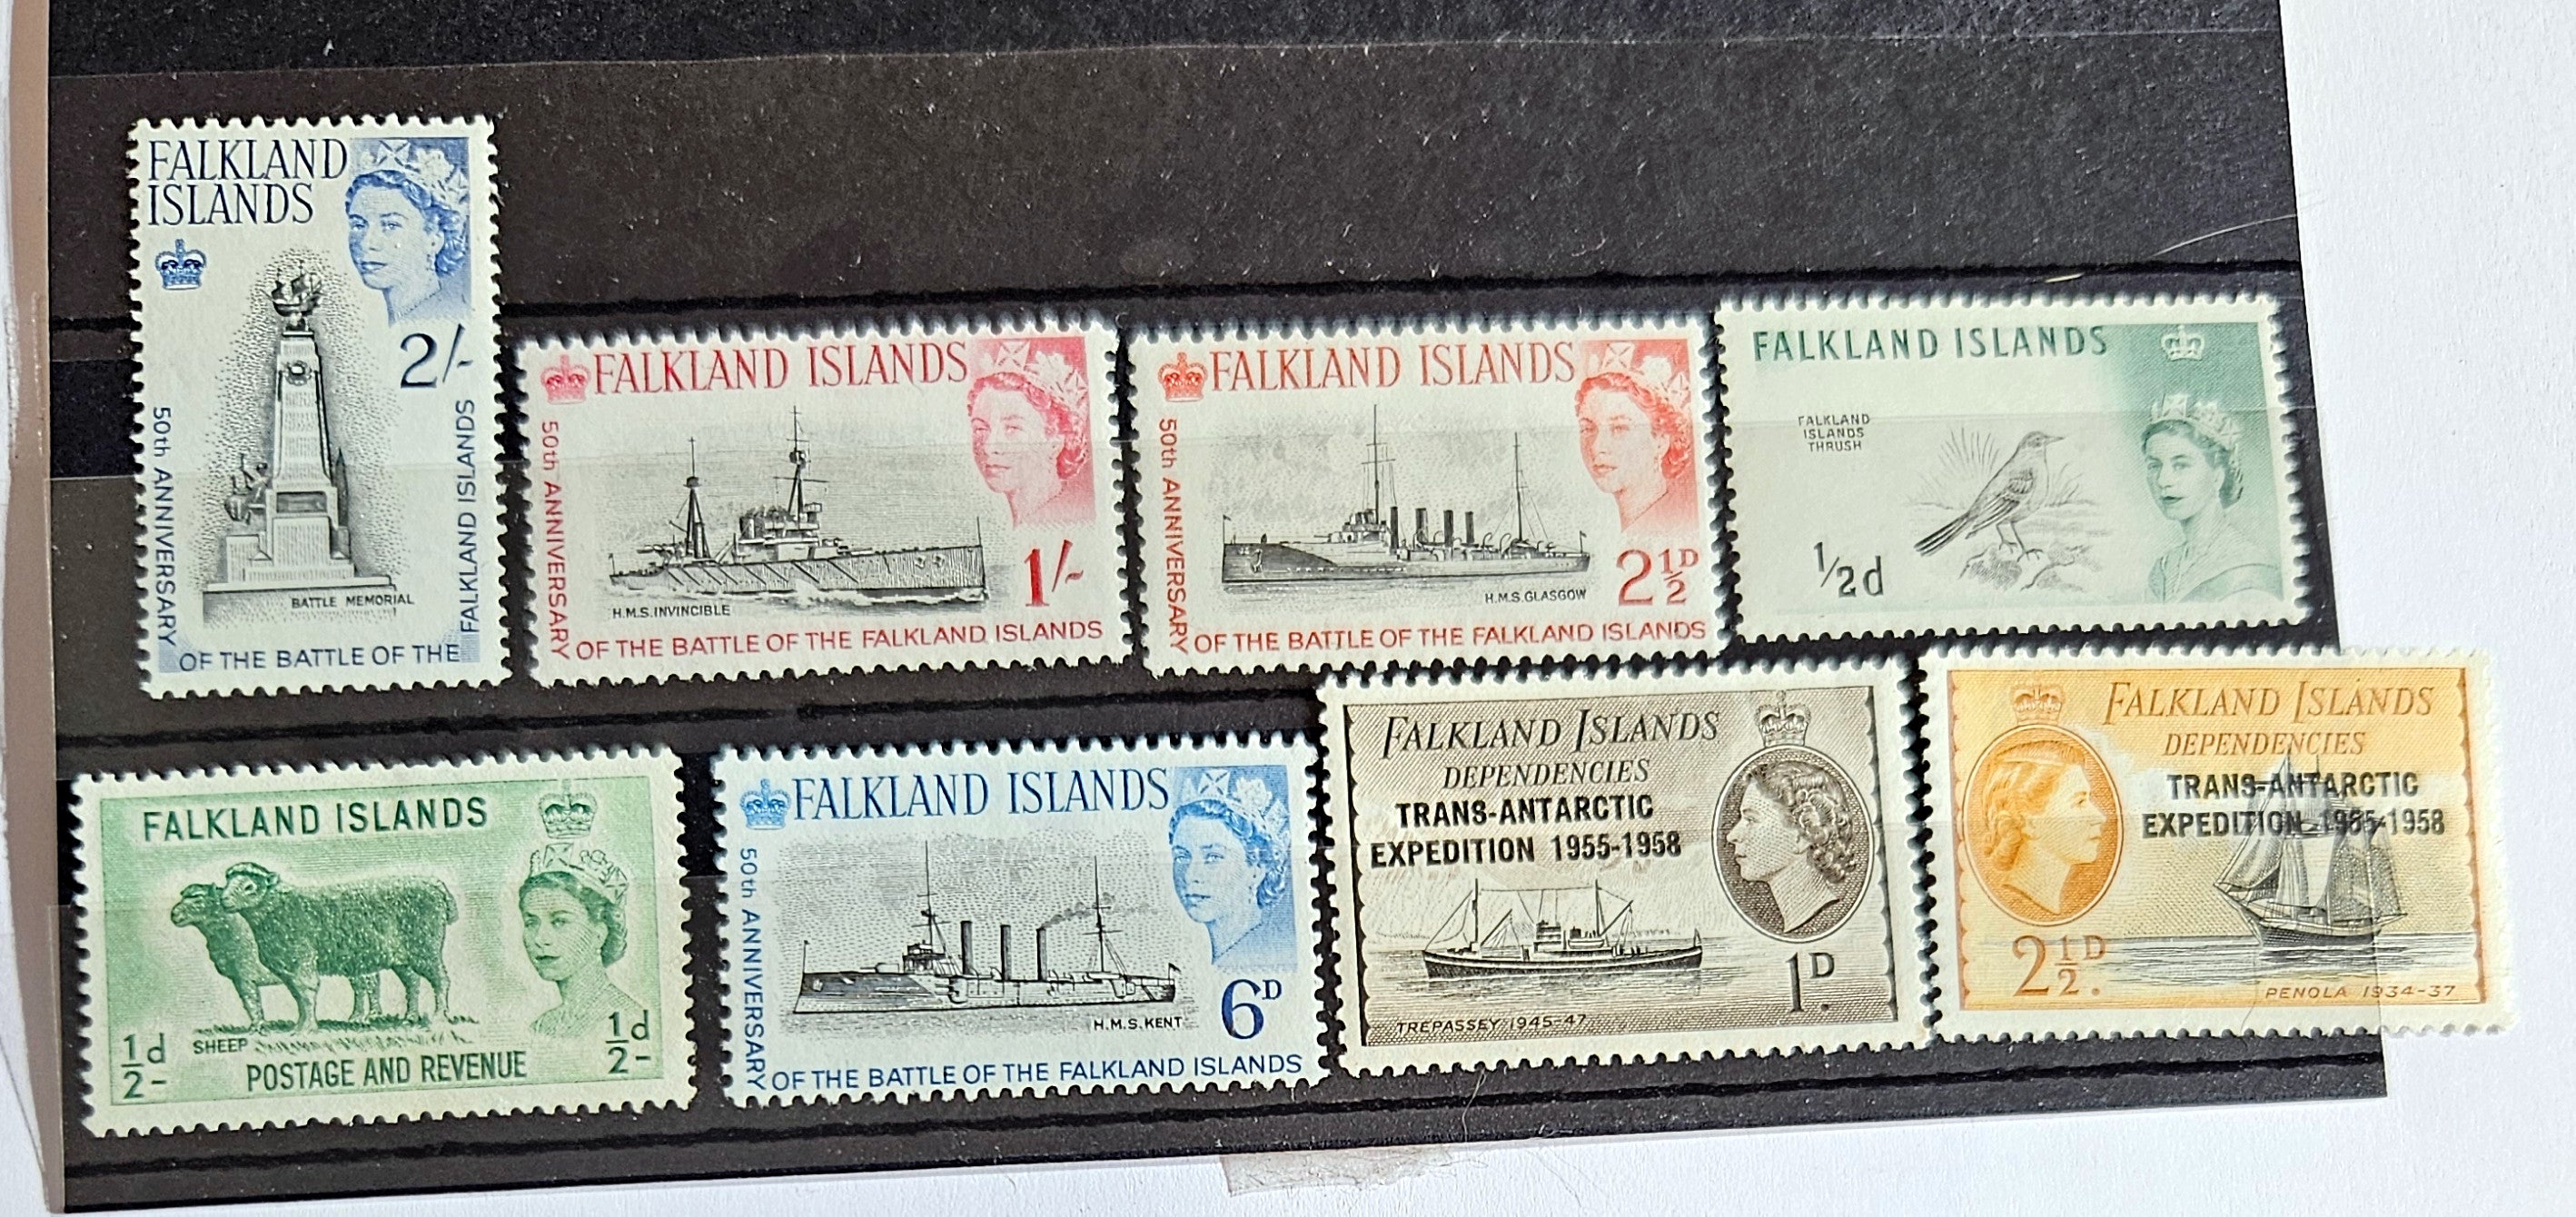 FALKLAND
ISLANDS
2/-
50th ANNIVERSARY
OF THE BATTLE OF THE
FALKLAND ISLANDS
BATTLE MEMORIAL
FALKLAND ISLANDS
50th ANNIVERSARY
OF THE BATTLE OF THE FALKLAND ISLANDS
H.M.S.INVINCIBLE
1/-
FALKLAND ISLANDS
50th ANNIVERSARY
OF THE BATTLE OF THE FALKLAND ISLANDS
H.M.S.GLASGOW
2½D
FALKLAND ISLANDS
FALKLAND
ISLANDS
THRUSH
½d
FALKLAND ISLANDS
½d
SHEEP
½d
POSTAGE AND REVENUE
FALKLAND ISLANDS
50th ANNIVERSARY
OF THE BATTLE OF THE FALKLAND ISLANDS
H.M.S.KENT
6D
FALKLAND ISLANDS
DEPENDENCIES
TRANS-ANTARCTIC
EXPEDITION 1955-1958
1D.
TREPASSEY 1945-47
FALKLAND ISLANDS
DEPENDENCIES
TRANS-ANTARCTIC
EXPEDITION 1955-1958
2½D.
PENOLA 1934-37